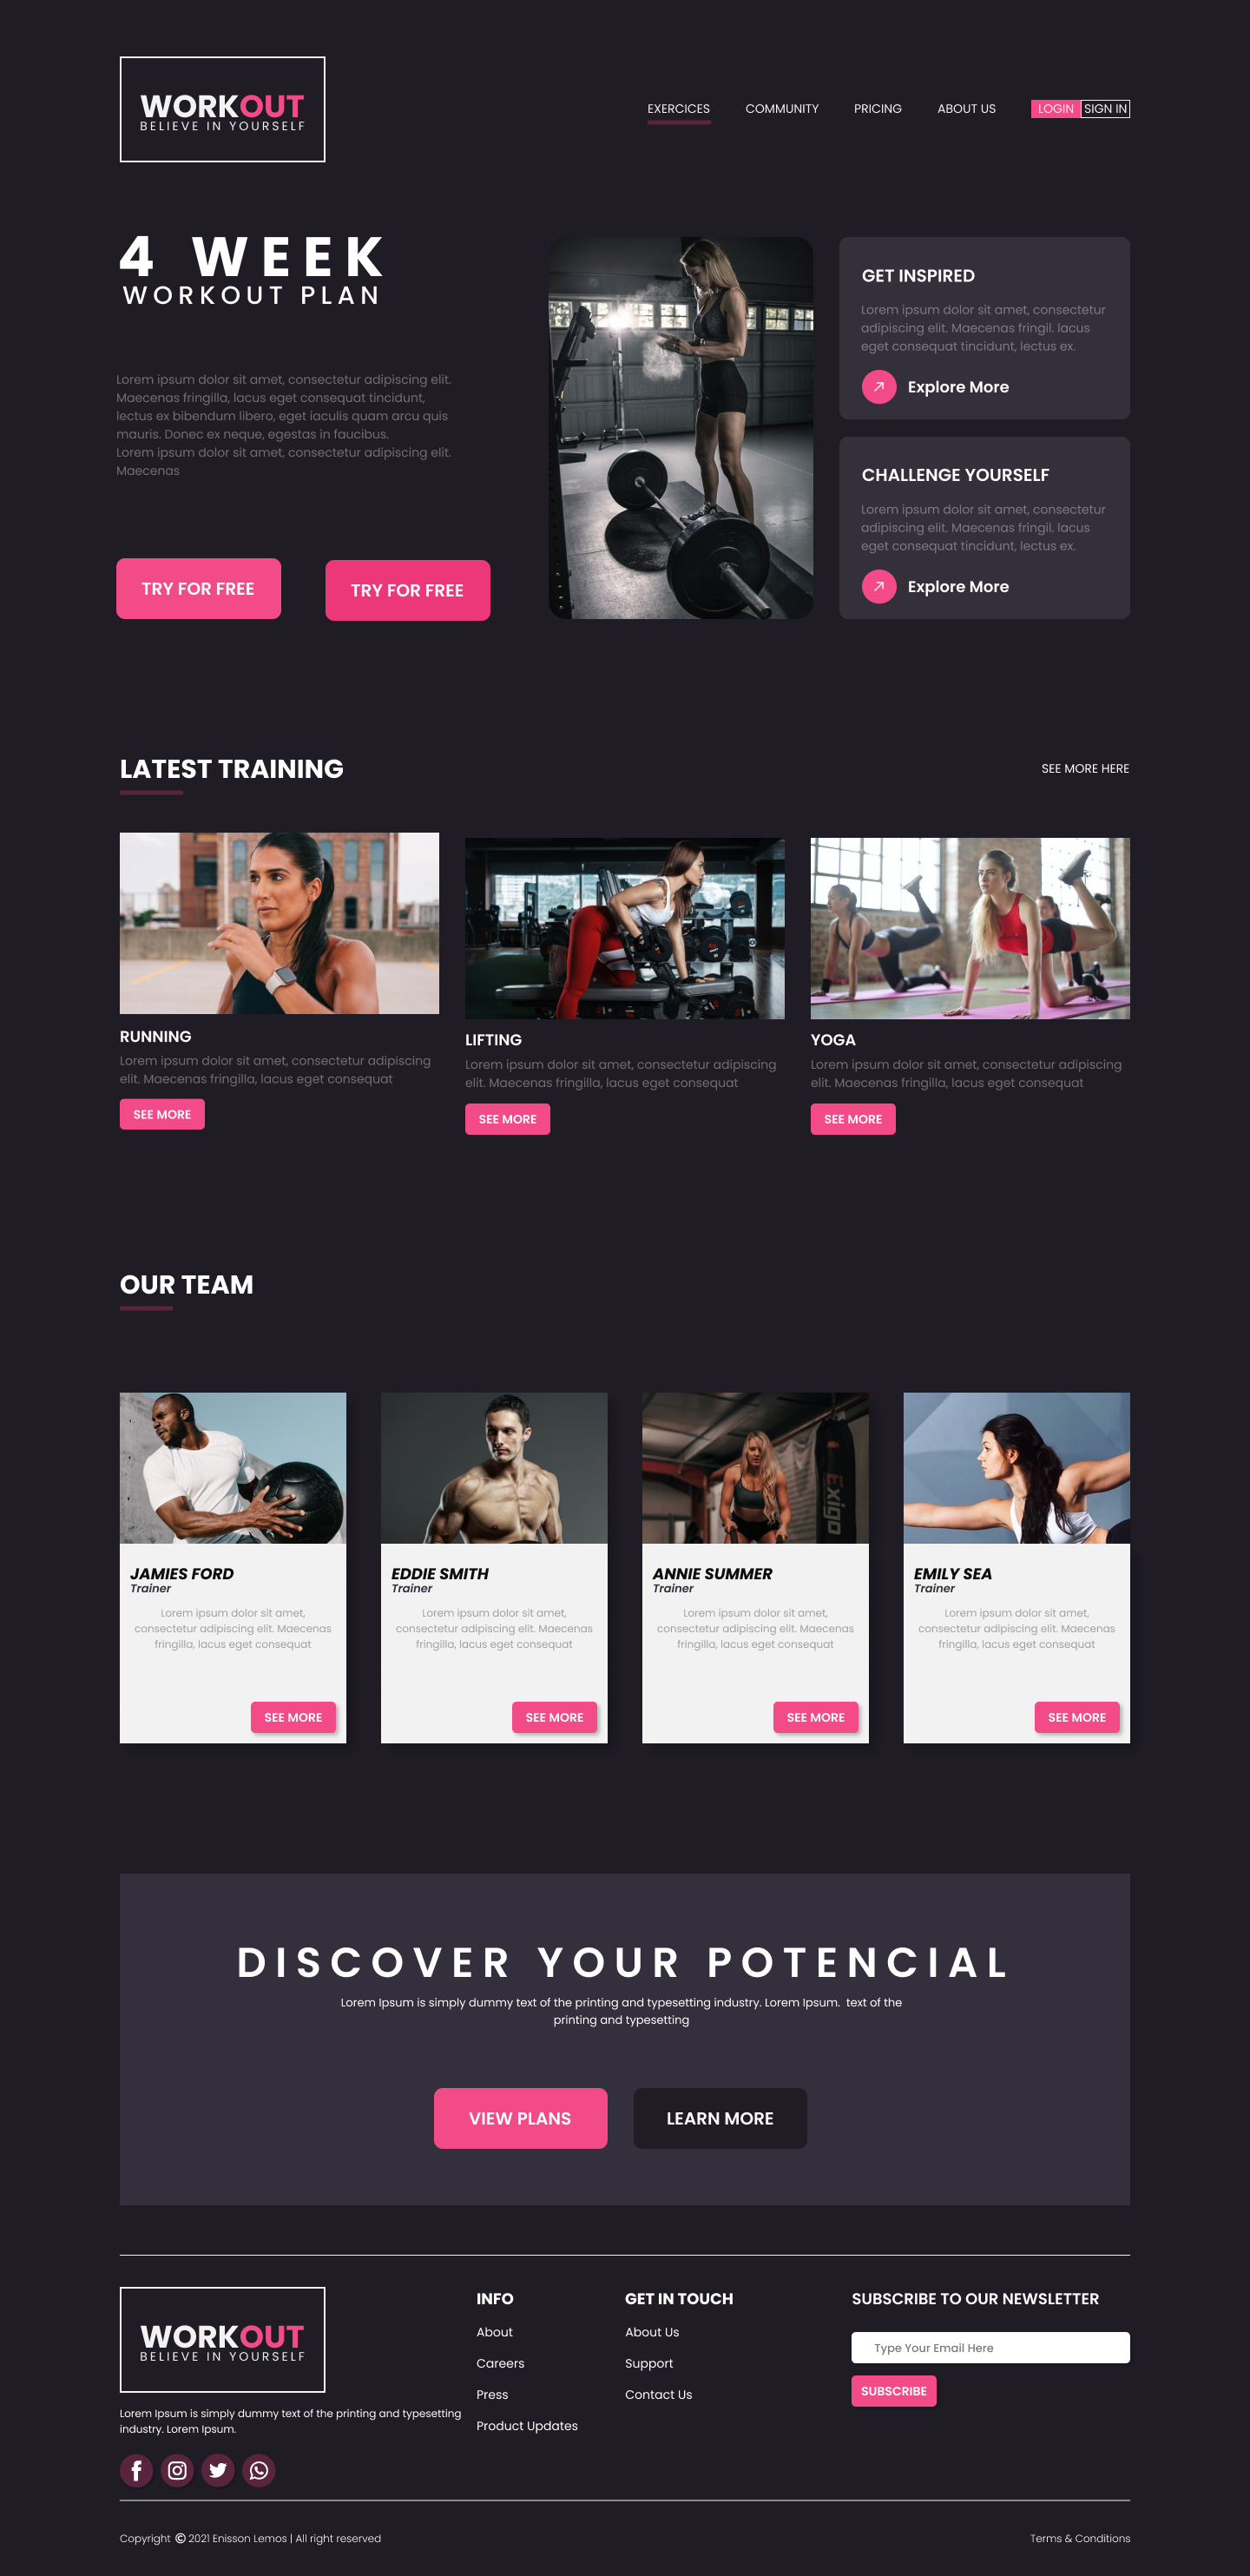 WORKOUT
BELIEVE IN YOURSELF
EXERCICES
COMMUNITY
PRICING
ABOUT US
LOGIN
SIGN IN
4 WEEK
WORKOUT PLAN
Lorem ipsum dolor sit amet, consectetur adipiscing elit.
Maecenas fringilla, lacus eget consequat tincidunt,
lectus ex bibendum libero, eget iaculis quam arcu quis
mauris. Donec ex neque, egestas in faucibus.
Lorem ipsum dolor sit amet, consectetur adipiscing elit.
Maecenas
TRY FOR FREE
TRY FOR FREE
GET INSPIRED
Lorem ipsum dolor sit amet, consectetur
adipiscing elit. Maecenas fringil. lacus
eget consequat tincidunt, lectus ex.
Explore More
CHALLENGE YOURSELF
Lorem ipsum dolor sit amet, consectetur
adipiscing elit. Maecenas fringil. lacus
eget consequat tincidunt, lectus ex.
Explore More
LATEST TRAINING
SEE MORE HERE
RUNNING
Lorem ipsum dolor sit amet, consectetur adipiscing
elit. Maecenas fringilla, lacus eget consequat
SEE MORE
LIFTING
Lorem ipsum dolor sit amet, consectetur adipiscing
elit. Maecenas fringilla, lacus eget consequat
SEE MORE
YOGA
Lorem ipsum dolor sit amet, consectetur adipiscing
elit. Maecenas fringilla, lacus eget consequat
SEE MORE
OUR TEAM
JAMIES FORD
Trainer
Lorem ipsum dolor sit amet,
consectetur adipiscing elit. Maecenas
fringilla, lacus eget consequat
SEE MORE
EDDIE SMITH
Trainer
Lorem ipsum dolor sit amet,
consectetur adipiscing elit. Maecenas
fringilla, lacus eget consequat
SEE MORE
Exigo
ANNIE SUMMER
Trainer
Lorem ipsum dolor sit amet,
consectetur adipiscing elit. Maecenas
fringilla, lacus eget consequat
SEE MORE
EMILY SEA
Trainer
Lorem ipsum dolor sit amet,
consectetur adipiscing elit. Maecenas
fringilla, lacus eget consequat
SEE MORE
DISCOVER YOUR POTENCIAL
Lorem Ipsum is simply dummy text of the printing and typesetting industry. Lorem Ipsum.  text of the
printing and typesetting
VIEW PLANS
LEARN MORE
WORKOUT
BELIEVE IN YOURSELF
Lorem Ipsum is simply dummy text of the printing and typesetting
industry. Lorem Ipsum.
INFO
About
Careers
Press
Product Updates
GET IN TOUCH
About Us
Support
Contact Us
SUBSCRIBE TO OUR NEWSLETTER
Type Your Email Here
SUBSCRIBE
Copyright © 2021 Enisson Lemos | All right reserved
Terms & Conditions